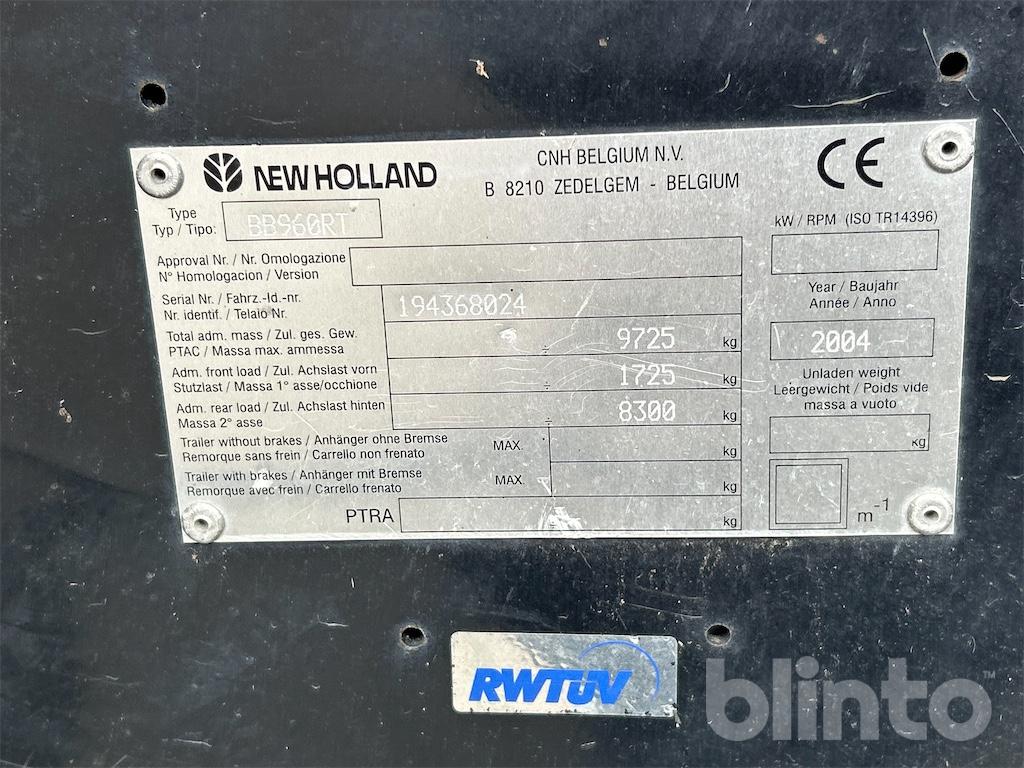 NEW HOLLAND
CNH BELGIUM N.V.
B 8210 ZEDELGEM - BELGIUM
CE
Type
Typ / Tipo:
BB960RT
kW / RPM (ISO TR14396)
Approval Nr. / Nr. Omologazione
N° Homologacion / Version
Serial Nr. / Fahrz.-Id.-nr.
Nr. identif. / Telaio Nr.
194368024
Year / Baujahr
Année / Anno
2004
Total adm. mass / Zul. ges. Gew.
PTAC / Massa max. ammessa
÷ 9725 kg
Adm. front load / Zul. Achslast vorn
Stutzlast / Massa 1° asse/occhione
÷ 1725 kg
Unladen weight
Leergewicht / Poids vide
massa a vuoto
kg
Adm. rear load / Zul. Achslast hinten
Massa 2° asse
÷ 8300 kg
Trailer without brakes / Anhänger ohne Bremse
Remorque sans frein / Carrello non frenato
MAX. kg
Trailer with brakes / Anhänger mit Bremse
Remorque avec frein / Carrello frenato
MAX. kg
PTRA kg
m-1
RWTÜV
blinto